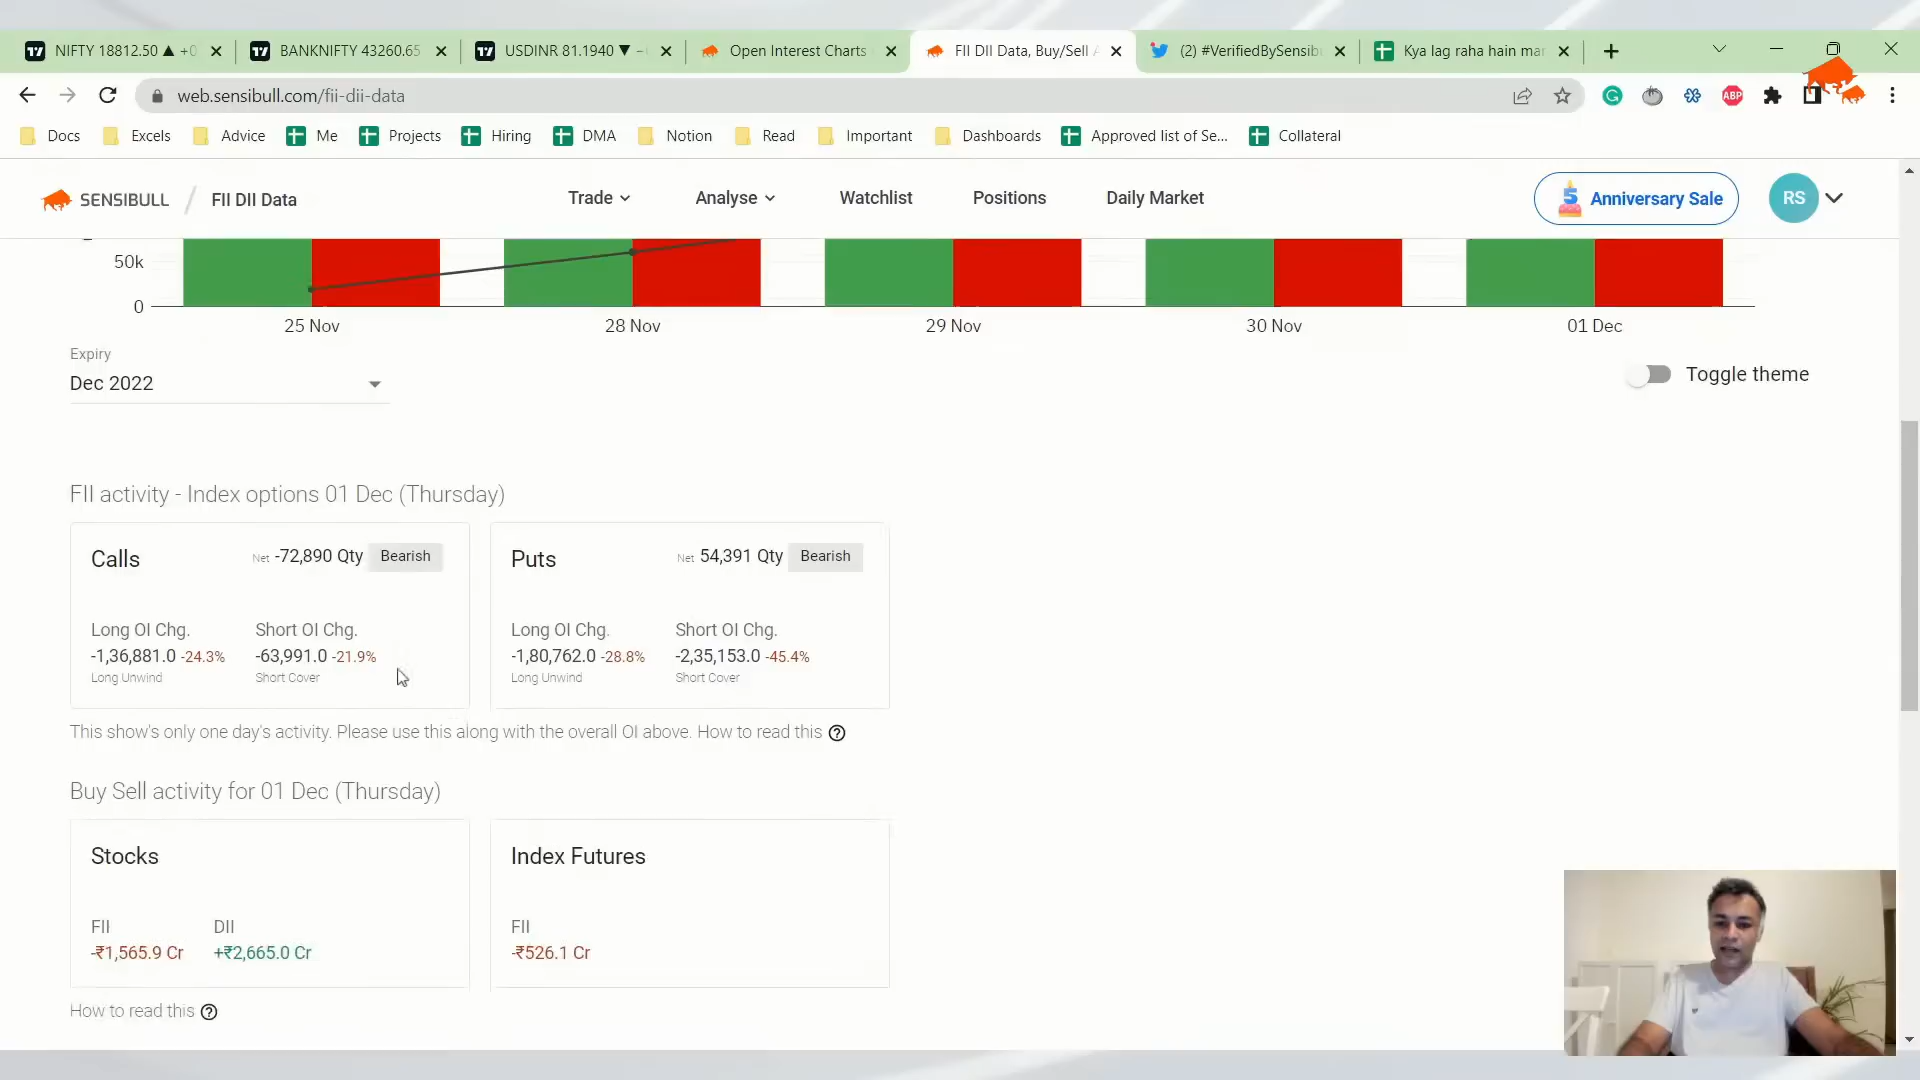 NIFTY 18812.50 ▲ +0
BANKNIFTY 43260.65
USDINR 81.1940 ▼ −
Open Interest Charts
FII DII Data, Buy/Sell A
(2) #VerifiedBySensibu
Kya lag raha hain mar
web.sensibull.com/fii-dii-data
ABP
Docs
Excels
Advice
Me
Projects
Hiring
DMA
Notion
Read
Important
Dashboards
Approved list of Se...
Collateral
SENSIBULL / FII DII Data
Trade
Analyse
Watchlist
Positions
Daily Market
5 Anniversary Sale
RS
50k
0
25 Nov
28 Nov
29 Nov
30 Nov
01 Dec
Expiry
Dec 2022
Toggle theme
FII activity - Index options 01 Dec (Thursday)
Calls
Net -72,890 Qty Bearish
Long OI Chg.
-1,36,881.0 -24.3%
Long Unwind
Short OI Chg.
-63,991.0 -21.9%
Short Cover
Puts
Net 54,391 Qty Bearish
Long OI Chg.
-1,80,762.0 -28.8%
Long Unwind
Short OI Chg.
-2,35,153.0 -45.4%
Short Cover
This show's only one day's activity. Please use this along with the overall OI above. How to read this ?
Buy Sell activity for 01 Dec (Thursday)
Stocks
FII
-₹1,565.9 Cr
DII
+₹2,665.0 Cr
Index Futures
FII
-₹526.1 Cr
How to read this ?